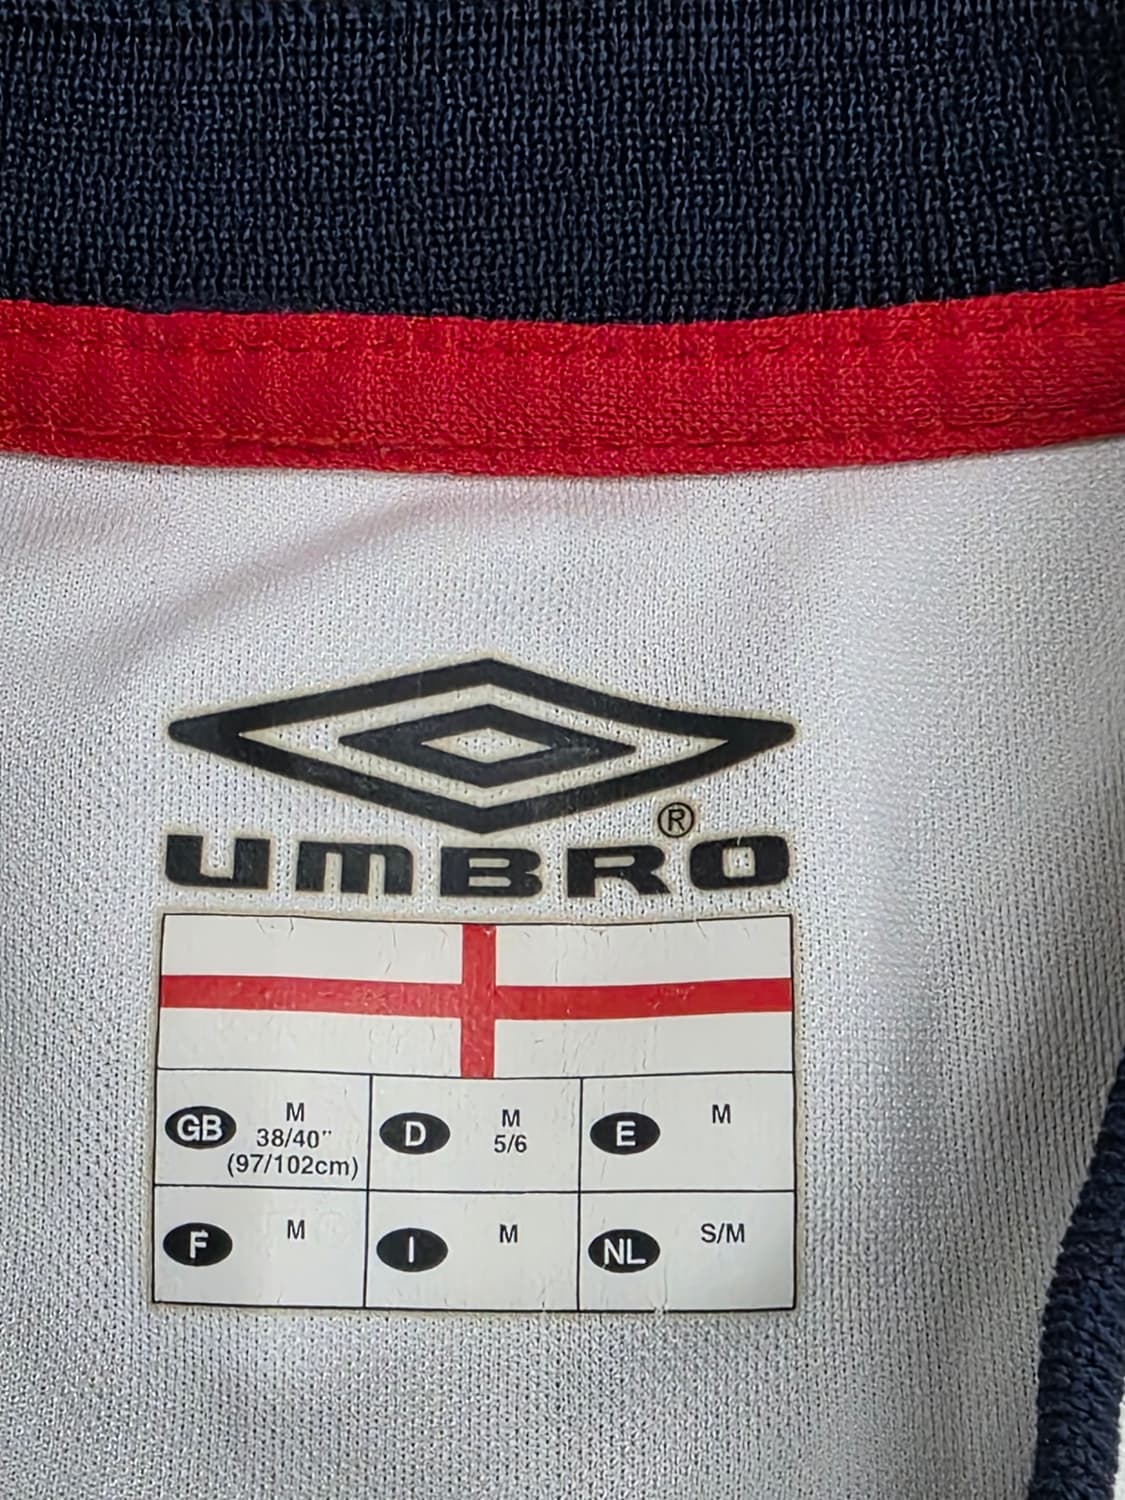 ®
UMBRO
GB M
38/40"
(97/102cm)
D M
5/6
E M
F M
I M
NL S/M